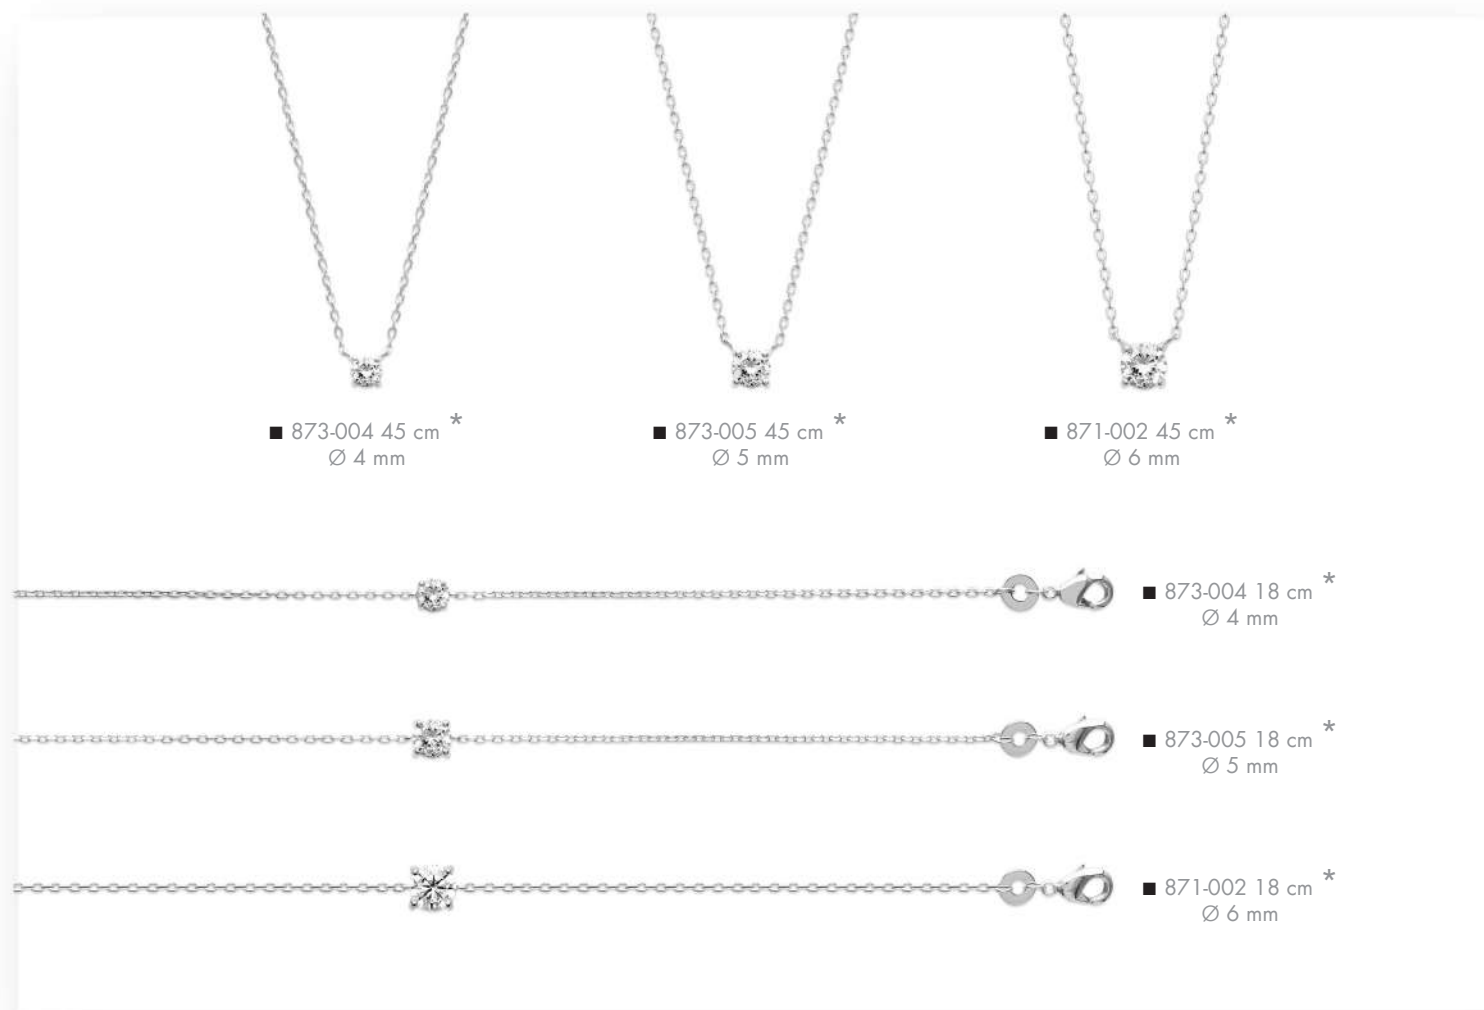 ■ 873-004 45 cm *
Ø 4 mm
■ 873-005 45 cm *
Ø 5 mm
■ 871-002 45 cm *
Ø 6 mm
■ 873-004 18 cm *
Ø 4 mm
■ 873-005 18 cm *
Ø 5 mm
■ 871-002 18 cm *
Ø 6 mm